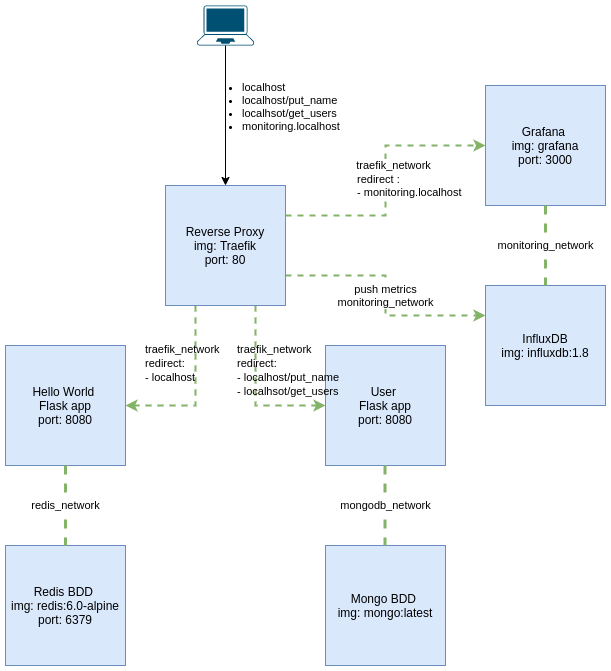 localhost
localhost/put_name
localhsot/get_users
monitoring.localhost
Reverse Proxy
img: Traefik
port: 80
traefik_network
redirect :
- monitoring.localhost
Grafana
img: grafana
port: 3000
monitoring_network
push metrics
monitoring_network
InfluxDB
img: influxdb:1.8
traefik_network
redirect:
- localhost
traefik_network
redirect:
- localhost/put_name
- localhsot/get_users
Hello World
Flask app
port: 8080
User
Flask app
port: 8080
redis_network
mongodb_network
Redis BDD
img: redis:6.0-alpine
port: 6379
Mongo BDD
img: mongo:latest